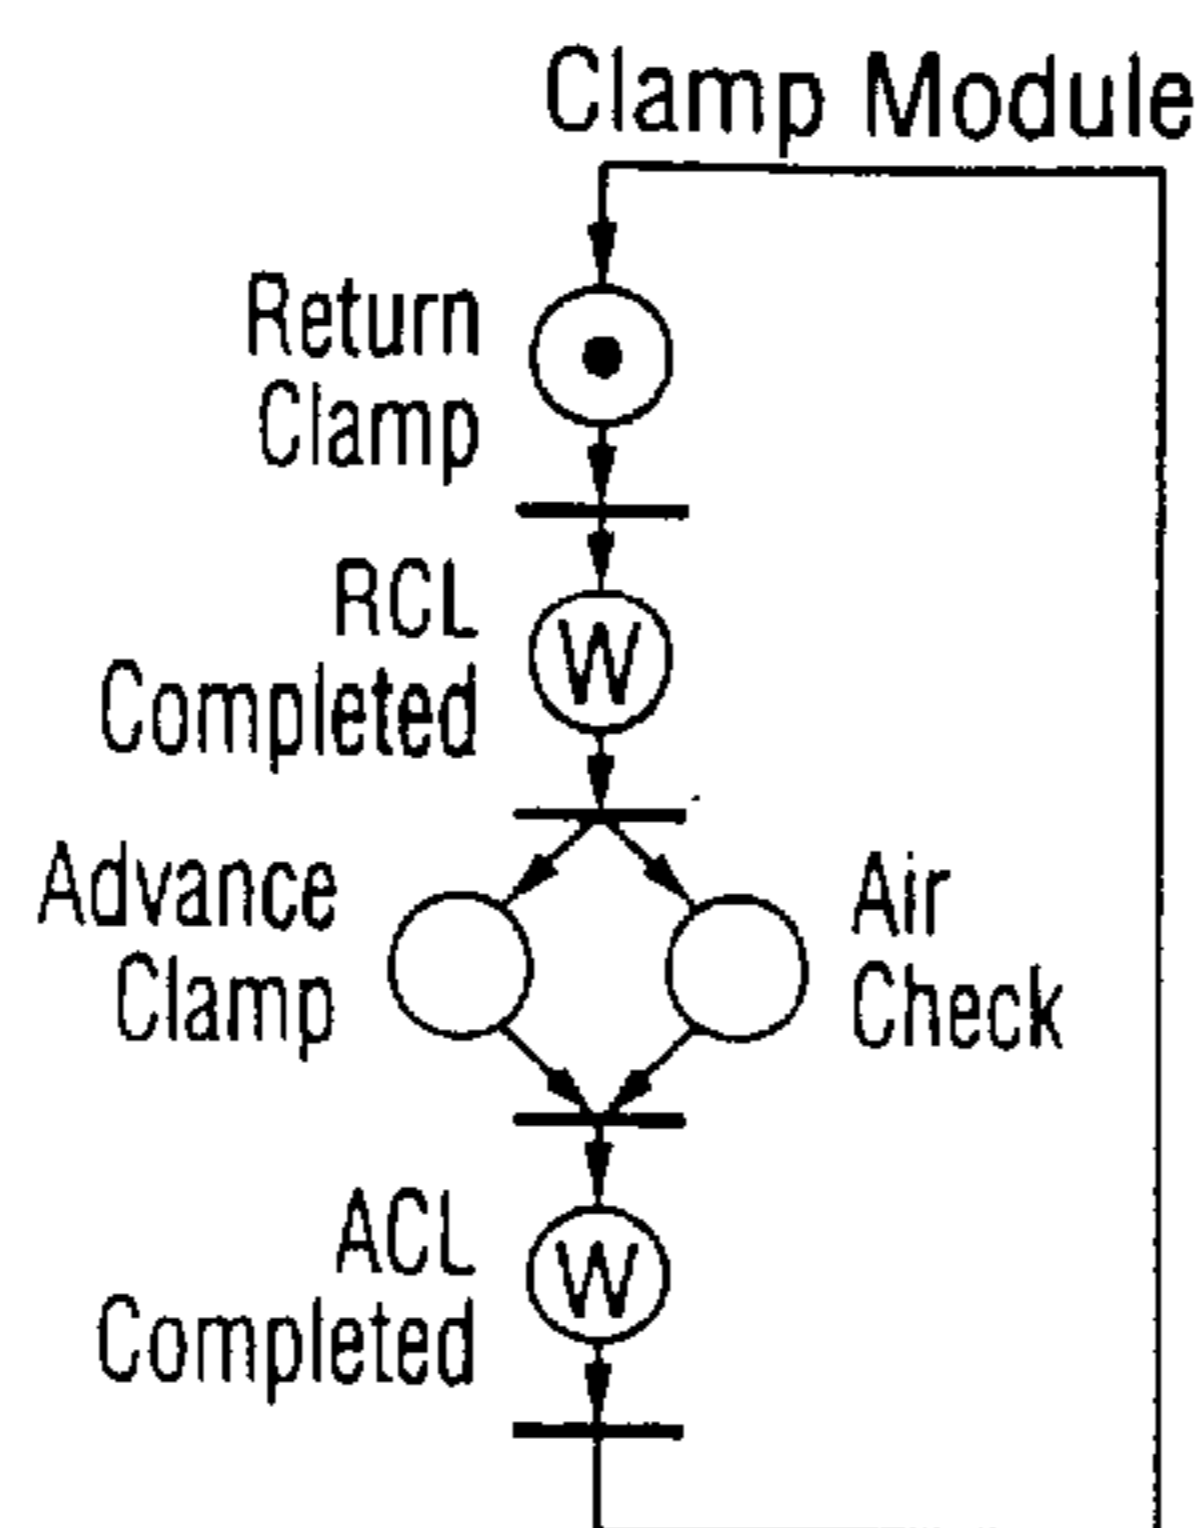 Clamp Module
Return
Clamp
RCL
Completed
W
Advance
Clamp
Air
Check
ACL
Completed
W